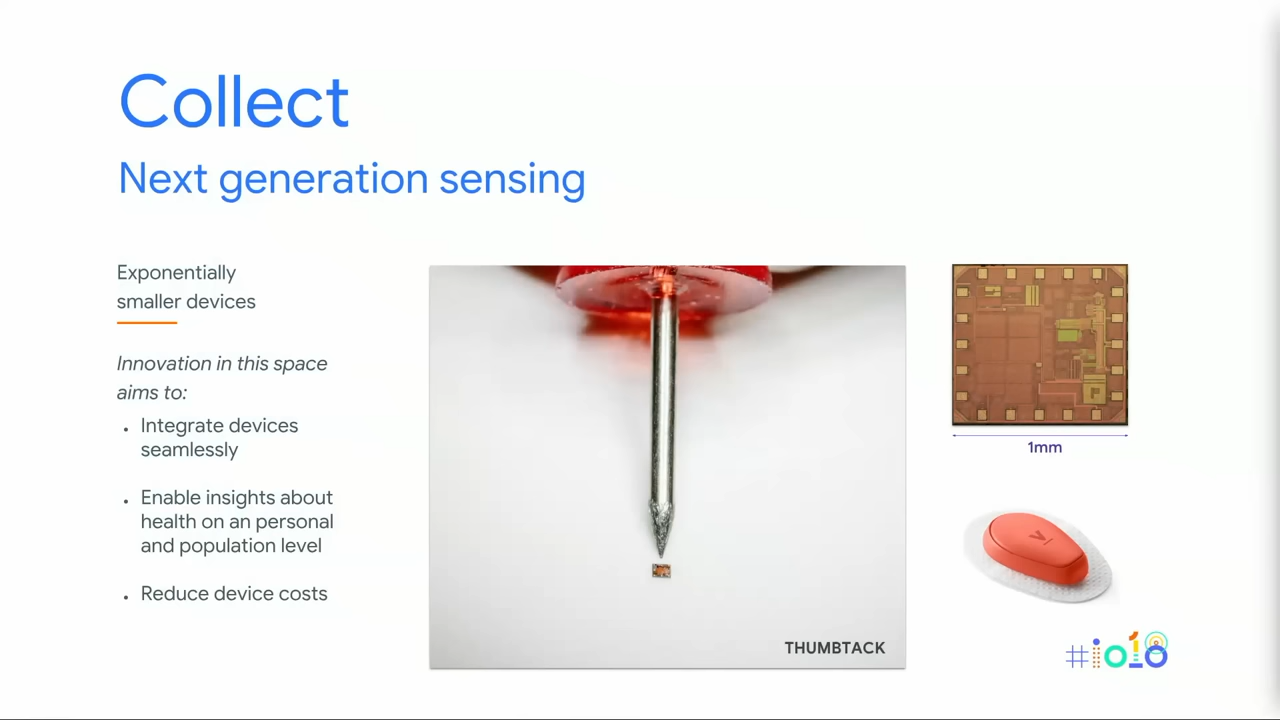 Collect
Next generation sensing
Exponentially
smaller devices
Innovation in this space
aims to:
• Integrate devices
seamlessly
• Enable insights about
health on an personal
and population level
• Reduce device costs
THUMBTACK
1mm
V
#io18